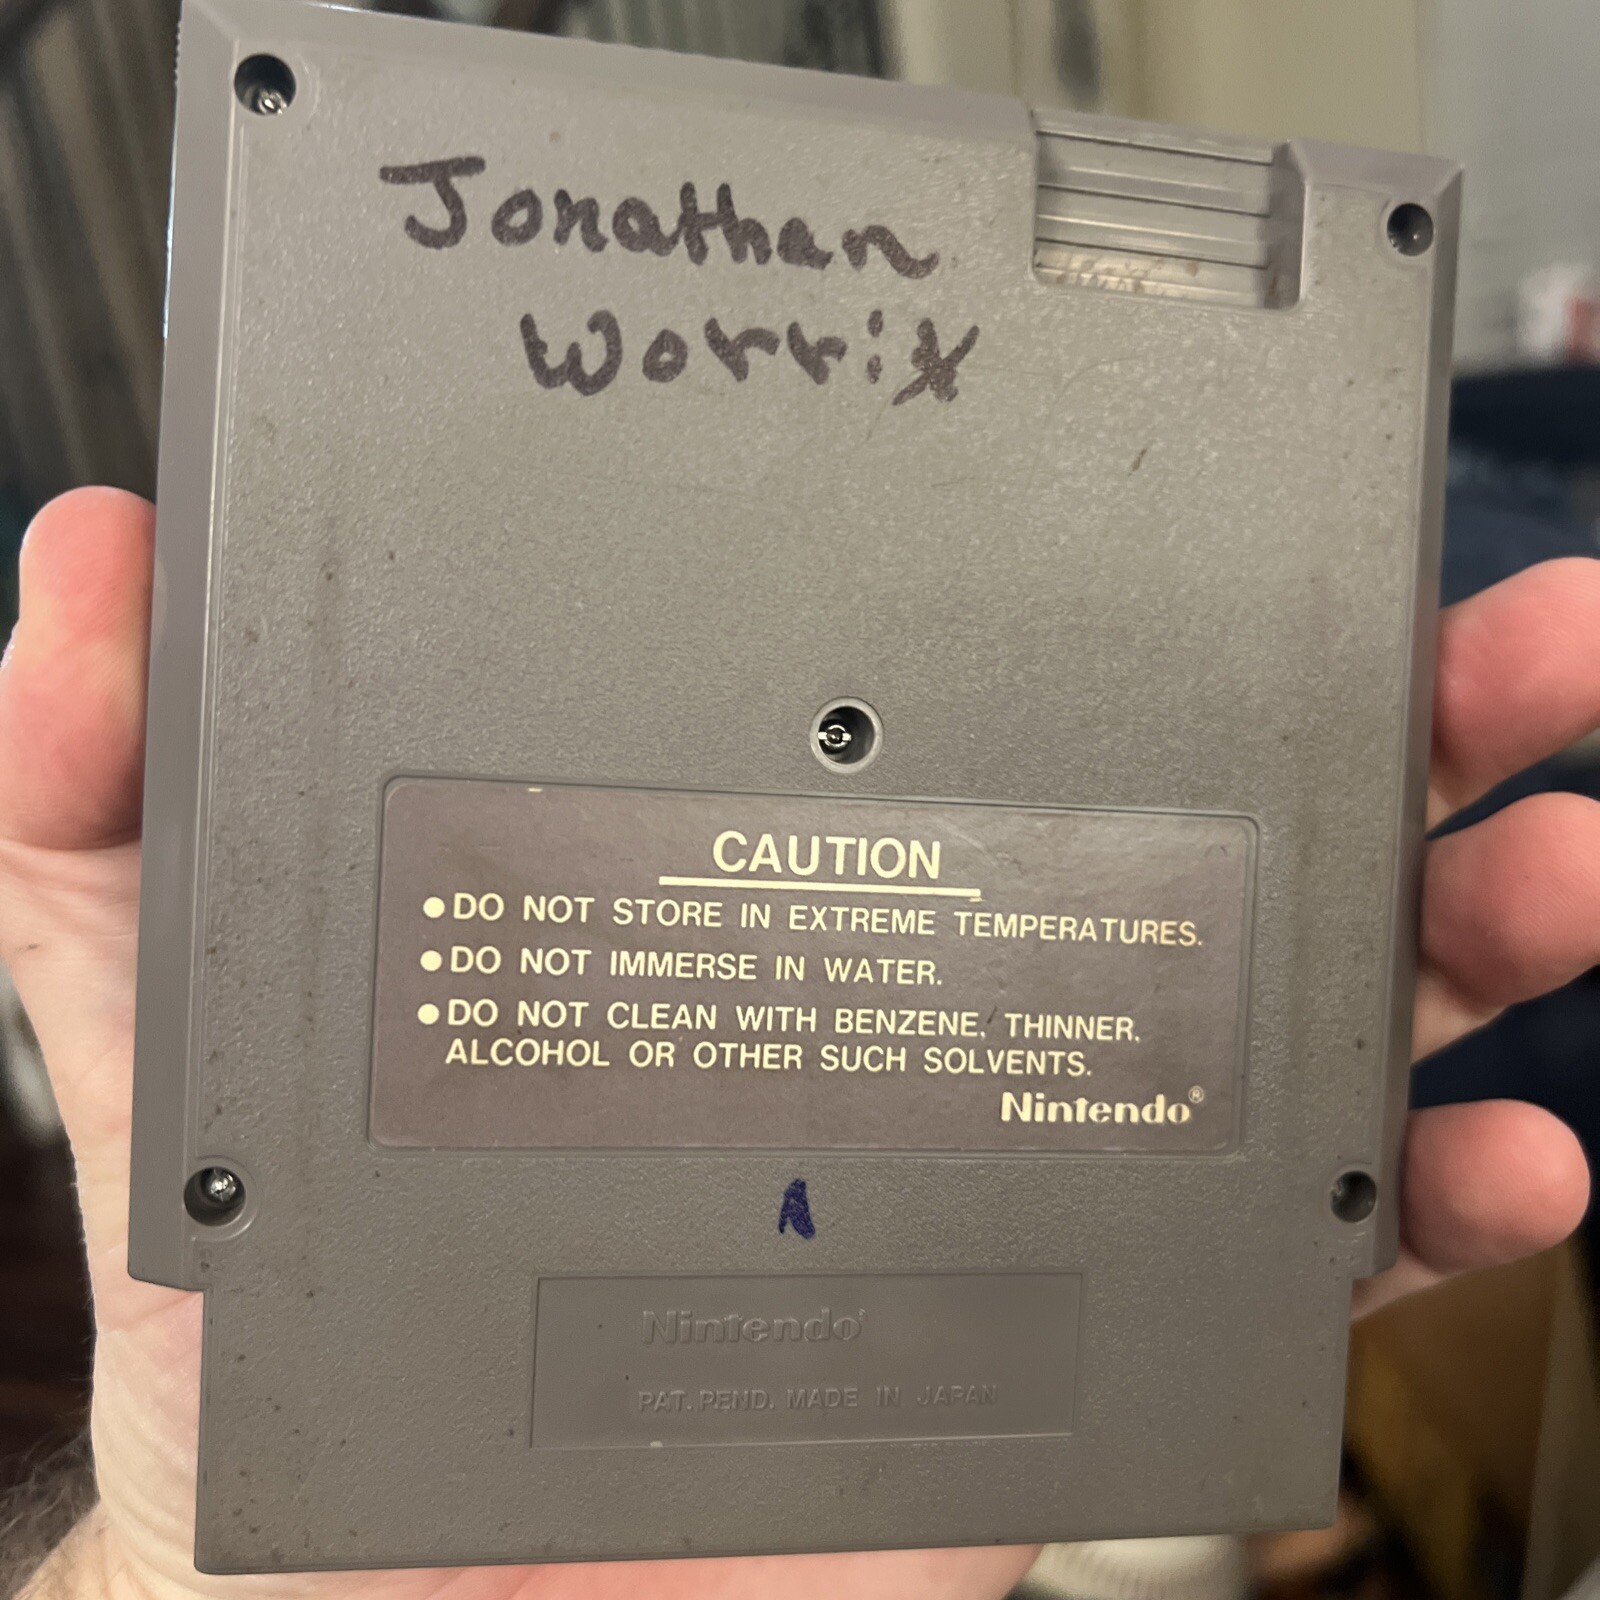 Jonathan
Worrix
CAUTION
●DO NOT STORE IN EXTREME TEMPERATURES.
●DO NOT IMMERSE IN WATER.
●DO NOT CLEAN WITH BENZENE, THINNER,
ALCOHOL OR OTHER SUCH SOLVENTS.
Nintendo®
Nintendo
PAT. PEND. MADE IN JAPAN